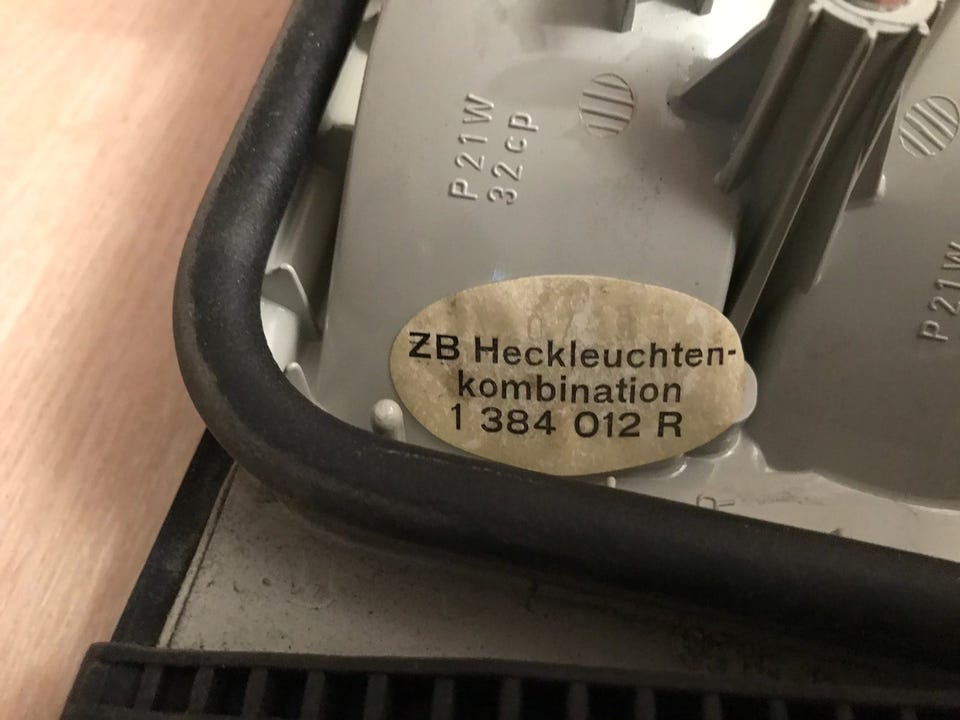 P21W
32cp
P21W
ZB Heckleuchten-
kombination
1 384 012 R